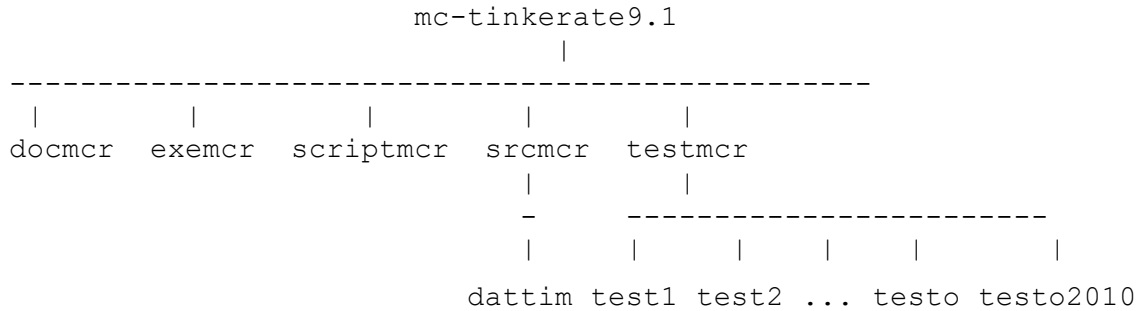 mc-tinkerate9.1
|
-------------------------------------------------
| | | | |
docmcr exemcr scriptmcr srcmcr testmcr
| |
- ------------------------
| | | | | |
dattim test1 test2 ... testo testo2010